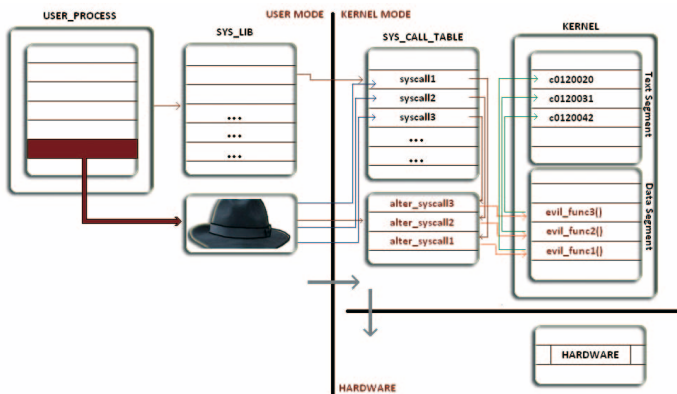 USER_PROCESS
USER MODE
KERNEL MODE
SYS_LIB
SYS_CALL_TABLE
KERNEL
syscall1
syscall2
syscall3
...
...
...
...
...
c0120020
c0120031
c0120042
Text Segment
alter_syscall3
alter_syscall2
alter_syscall1
evil_func3()
evil_func2()
evil_func1()
Data Segment
HARDWARE
HARDWARE